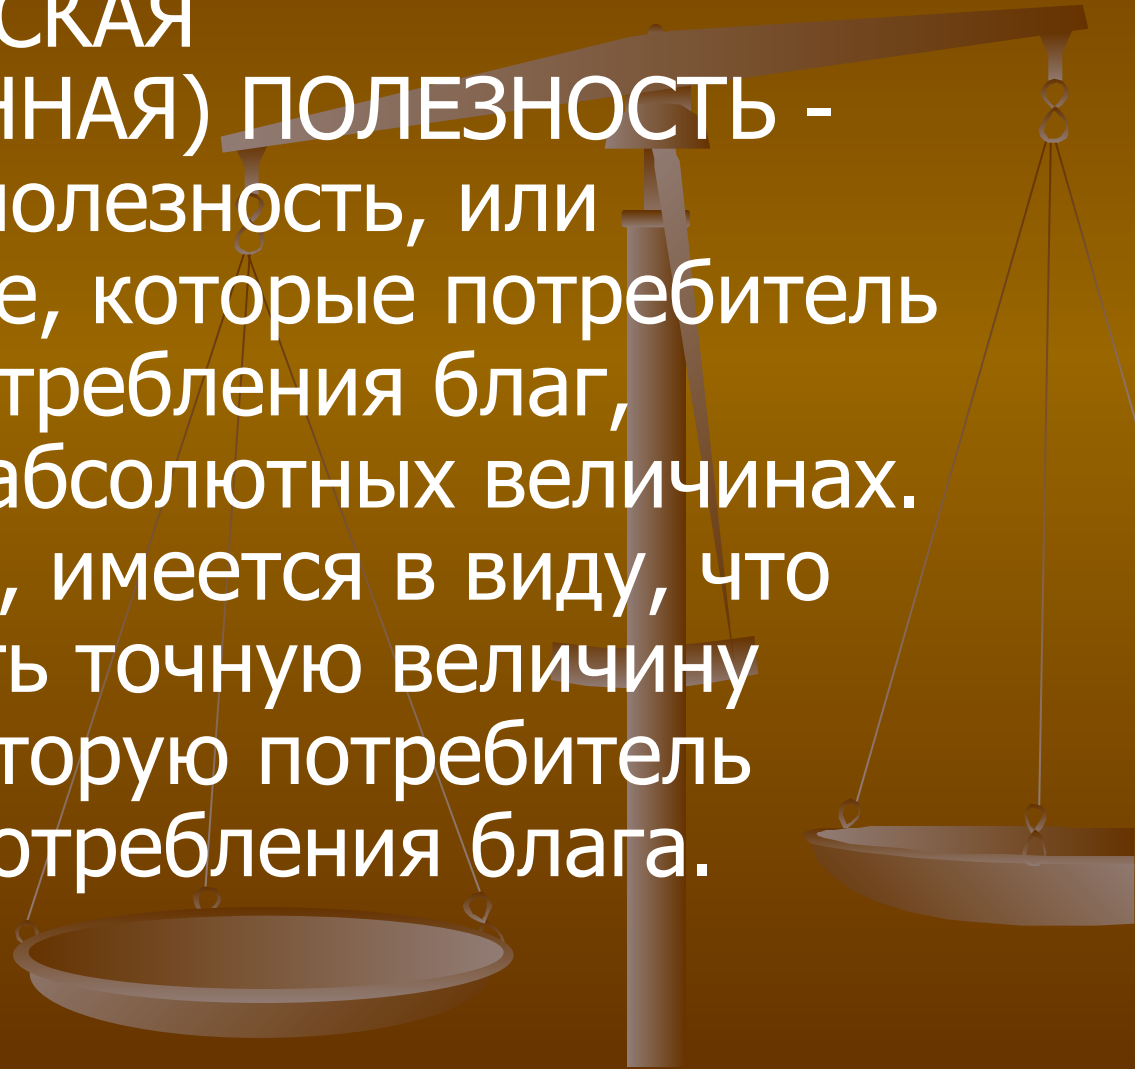 СКАЯ
ННАЯ) ПОЛЕЗНОСТЬ -
полезность, или
е, которые потребитель
требления благ,
абсолютных величинах.
, имеется в виду, что
ть точную величину
торую потребитель
отребления блага.